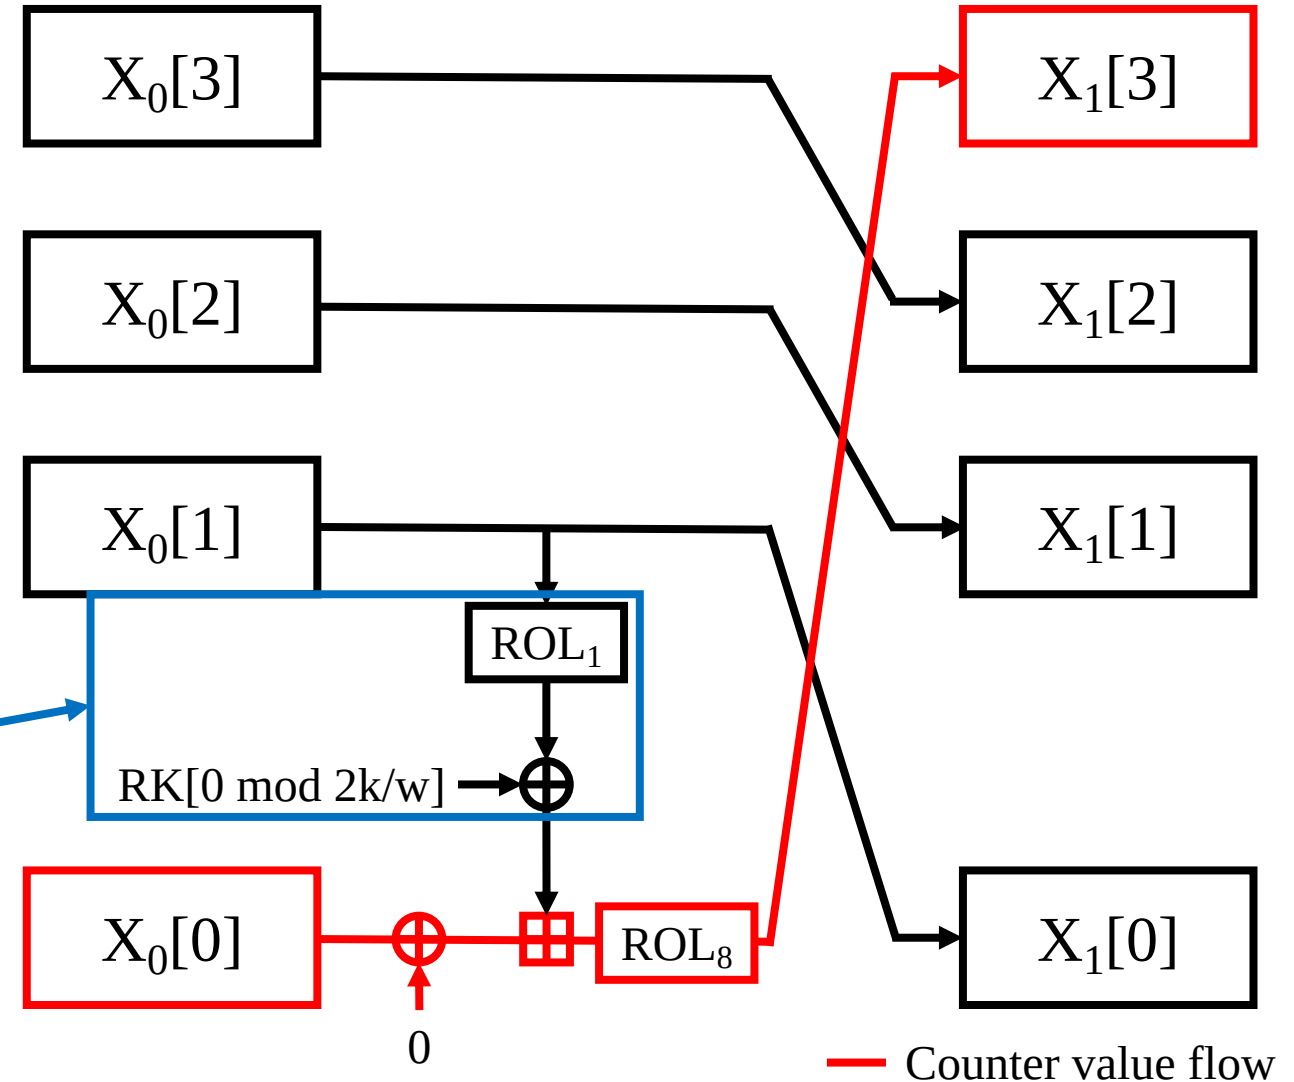 X₀[3]
X₁[3]
X₀[2]
X₁[2]
X₀[1]
X₁[1]
ROL₁
RK[0 mod 2k/w]
X₀[0]
ROL₈
X₁[0]
0
Counter value flow